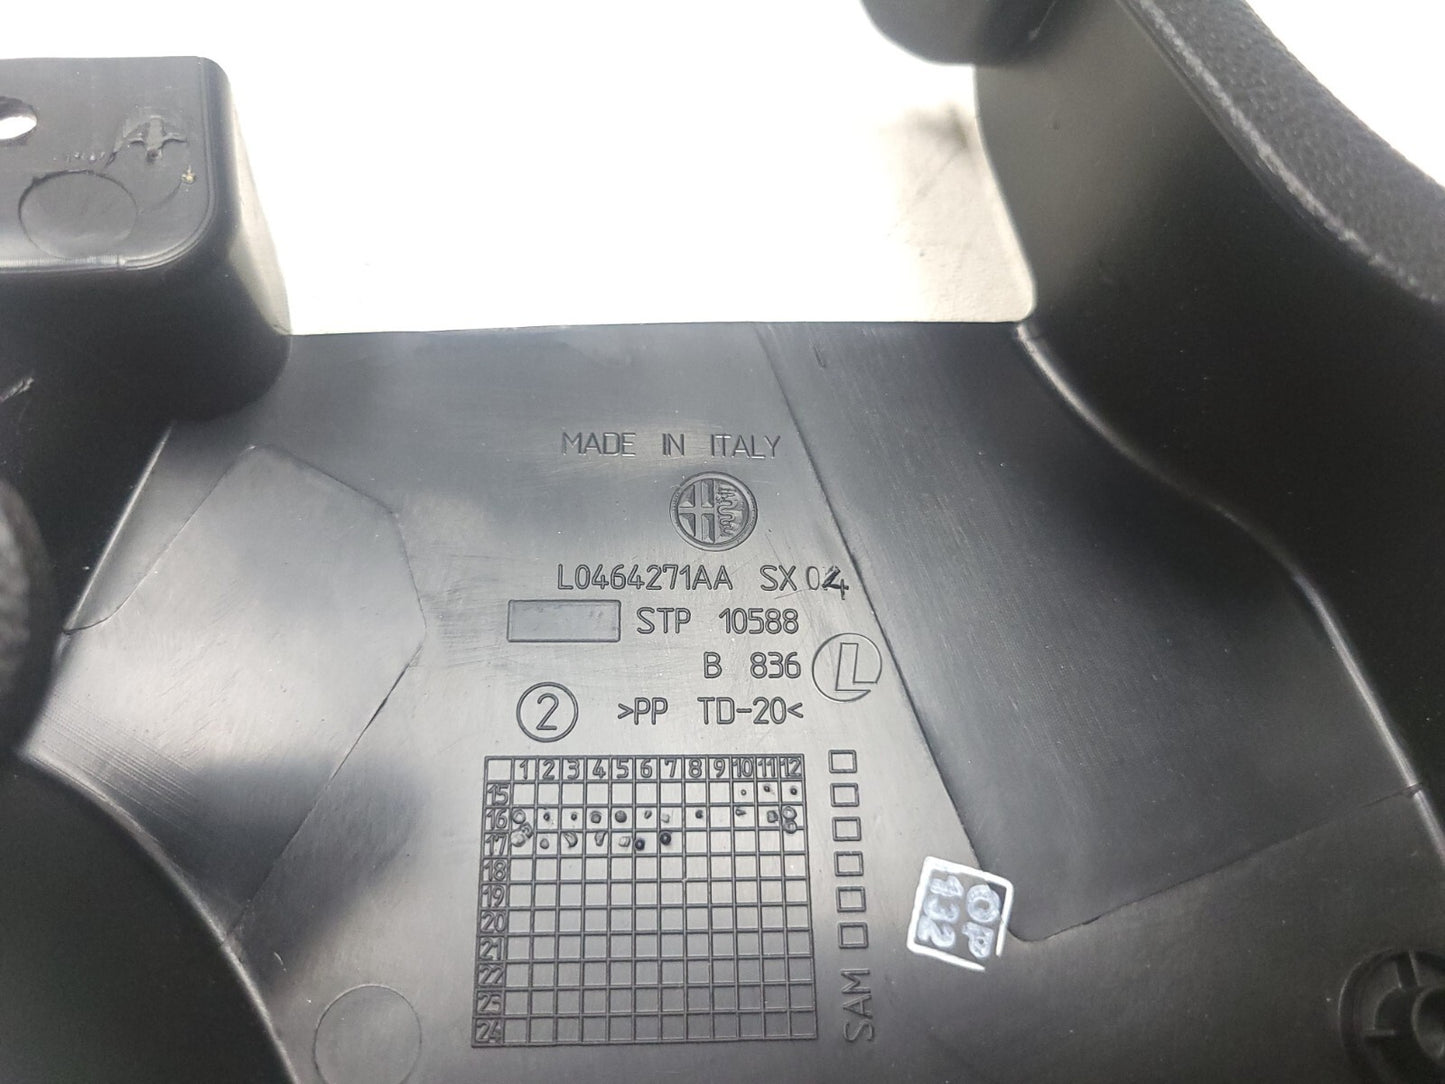 MADE IN ITALY
L0464271AA SX 04
STP 10588
B 836
L
2 >PP TD-20<
1 2 3 4 5 6 7 8 9 10 11 12
15
16
17
18
19
20
21
22
23
24
SAM
OP
132